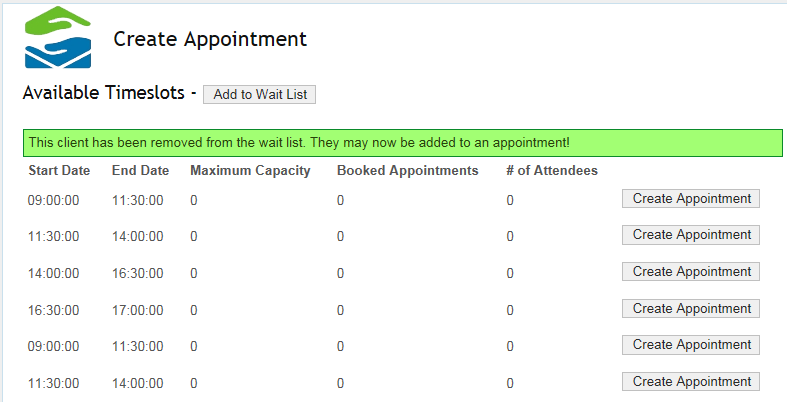 Create Appointment
Available Timeslots - Add to Wait List
This client has been removed from the wait list. They may now be added to an appointment!
Start Date End Date Maximum Capacity Booked Appointments # of Attendees
09:00:00 11:30:00 0 0 0 Create Appointment
11:30:00 14:00:00 0 0 0 Create Appointment
14:00:00 16:30:00 0 0 0 Create Appointment
16:30:00 17:00:00 0 0 0 Create Appointment
09:00:00 11:30:00 0 0 0 Create Appointment
11:30:00 14:00:00 0 0 0 Create Appointment